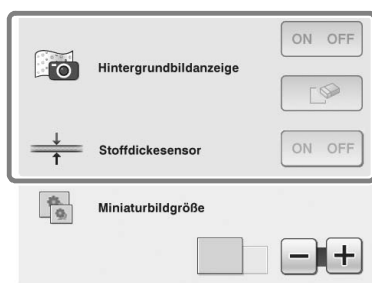 ON OFF
Hintergrundbildanzeige
Stoffdickesensor
ON OFF
Miniaturbildgröße